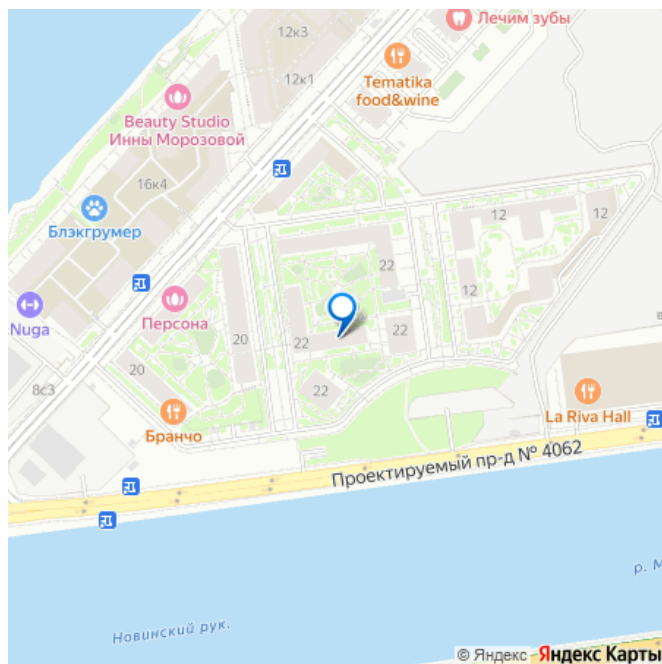 Лечим зубы
12к3
12к1
Tematika
food&wine
Beauty Studio
Инны Морозовой
16к4
Блэкгрумер
12
12
12
22
22
22
22
Nuga
Персона
20
20
8с3
Бранчо
La Riva Hall
Проектируемый пр-д № 4062
Новинский рук.
р. М
© Яндекс Яндекс Карты